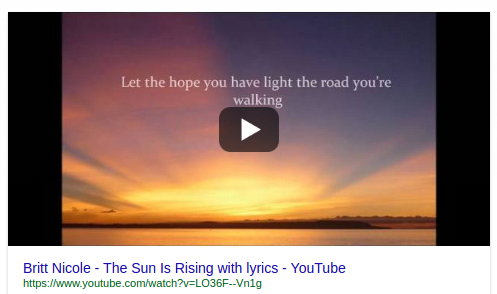 Let the hope you have light the road you're
walking
Britt Nicole - The Sun Is Rising with lyrics - YouTube
https://www.youtube.com/watch?v=LO36F--Vn1g